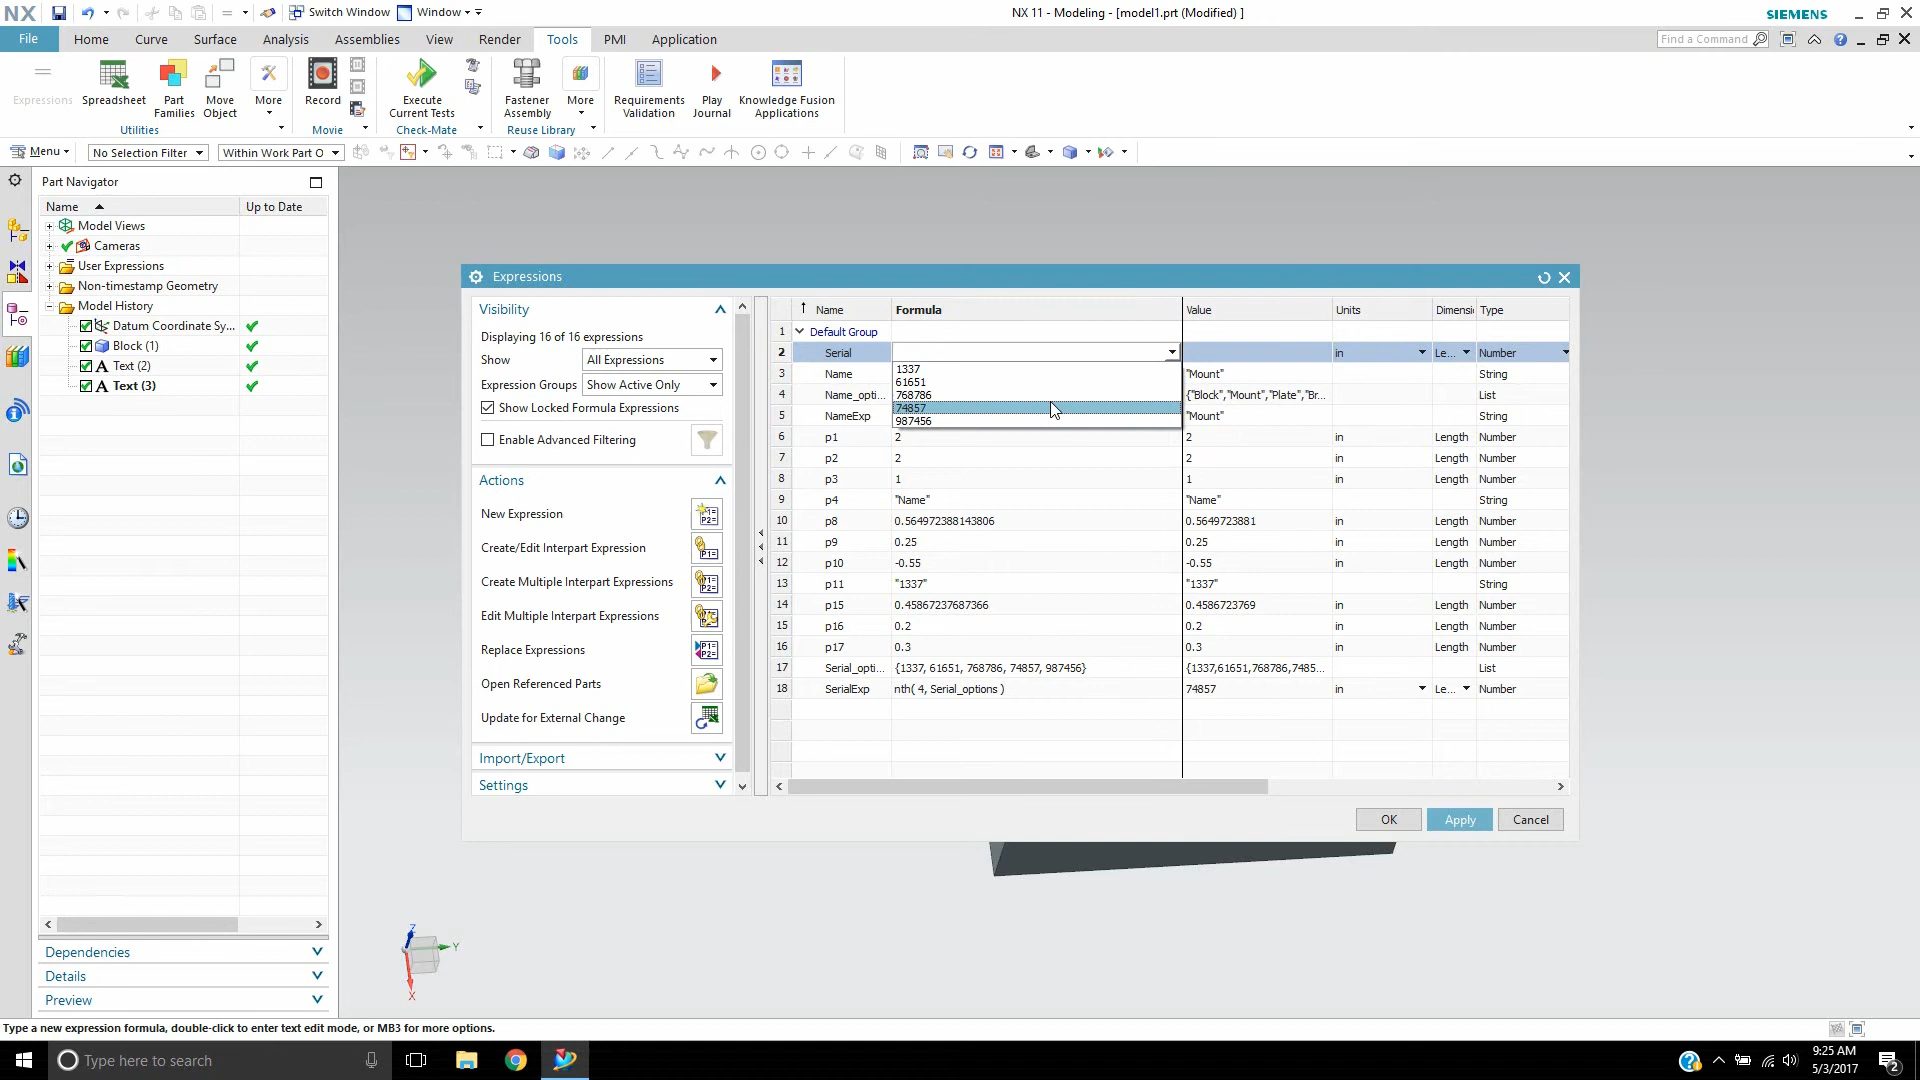 NX
Switch Window
Window
NX 11 - Modeling - [model1.prt (Modified) ]
SIEMENS
File
Home
Curve
Surface
Analysis
Assemblies
View
Render
Tools
PMI
Application
Find a Command
Expressions
Spreadsheet
Part Families
Move Object
More
Record
Execute Current Tests
Fastener Assembly
More
Requirements Validation
Play Journal
Knowledge Fusion Applications
Utilities
Movie
Check-Mate
Reuse Library
Menu
No Selection Filter
Within Work Part O
Part Navigator
Name
Up to Date
Model Views
Cameras
User Expressions
Non-timestamp Geometry
Model History
Datum Coordinate Sy...
Block (1)
Text (2)
Text (3)
Dependencies
Details
Preview
Expressions
Visibility
Displaying 16 of 16 expressions
Show
All Expressions
Expression Groups
Show Active Only
Show Locked Formula Expressions
Enable Advanced Filtering
Actions
New Expression
Create/Edit Interpart Expression
Create Multiple Interpart Expressions
Edit Multiple Interpart Expressions
Replace Expressions
Open Referenced Parts
Update for External Change
Import/Export
Settings
Name Formula Value Units Dimensi Type
1 Default Group
2 Serial in Le... Number
1337
61651
768786
74857
987456
3 Name "Mount" String
4 Name_opti... {"Block","Mount","Plate","Br... List
5 NameExp "Mount" String
6 p1 2 2 in Length Number
7 p2 2 2 in Length Number
8 p3 1 1 in Length Number
9 p4 "Name" "Name" String
10 p8 0.564972388143806 0.5649723881 in Length Number
11 p9 0.25 0.25 in Length Number
12 p10 -0.55 -0.55 in Length Number
13 p11 "1337" "1337" String
14 p15 0.45867237687366 0.4586723769 in Length Number
15 p16 0.2 0.2 in Length Number
16 p17 0.3 0.3 in Length Number
17 Serial_opti... {1337, 61651, 768786, 74857, 987456} {1337,61651,768786,7485... List
18 SerialExp nth( 4, Serial_options ) 74857 in Le... Number
OK
Apply
Cancel
Z
Y
X
Type a new expression formula, double-click to enter text edit mode, or MB3 for more options.
Type here to search
9:25 AM
5/3/2017
2